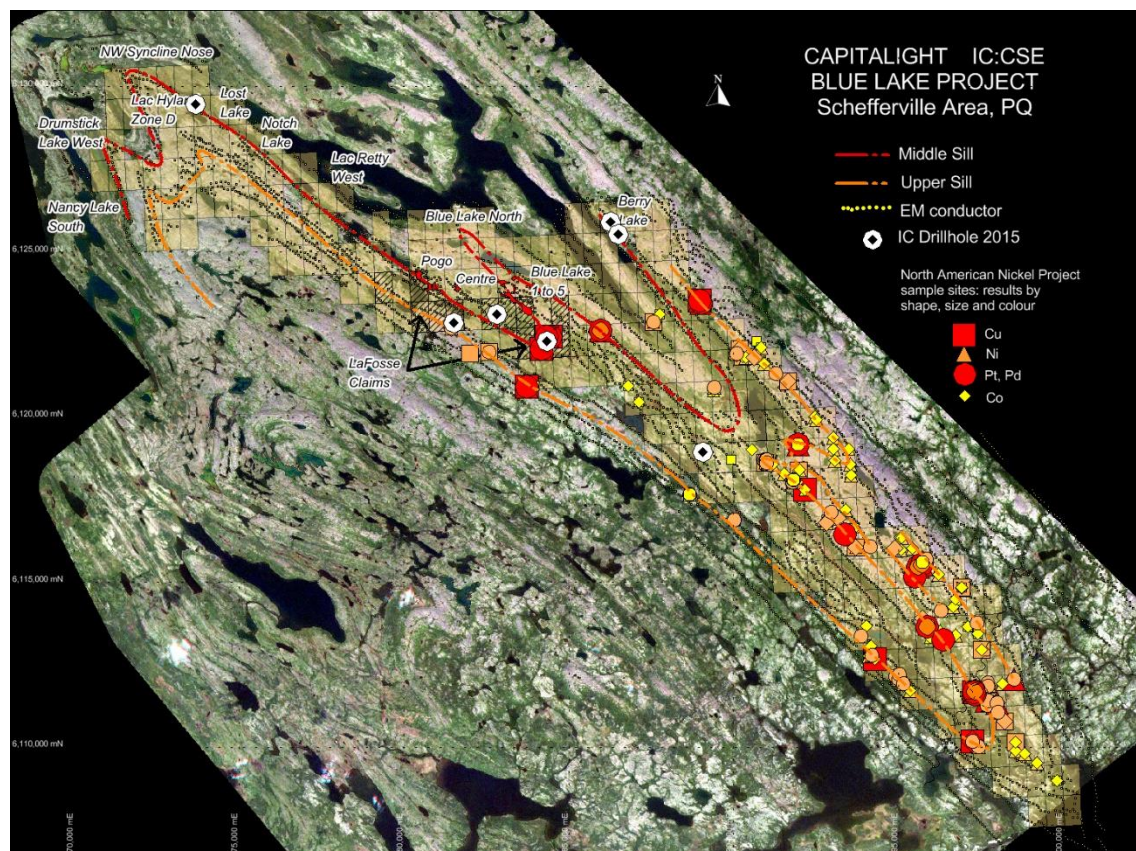 CAPITALIGHT IC:CSE
BLUE LAKE PROJECT
Schefferville Area, PQ
N
Middle Sill
Upper Sill
EM conductor
IC Drillhole 2015
North American Nickel Project
sample sites: results by
shape, size and colour
Cu
Ni
Pt, Pd
Co
NW Syncline Nose
Lac Hyland
Zone D
Lost
Lake
Drumstick
Lake West
Notch
Lake
Lac Retty
West
Nancy Lake
South
Blue Lake North
Berry
Lake
Pogo
Centre
Blue Lake
1 to 5
LaFosse
Claims
6,125,000 mN
6,120,000 mN
6,115,000 mN
6,110,000 mN